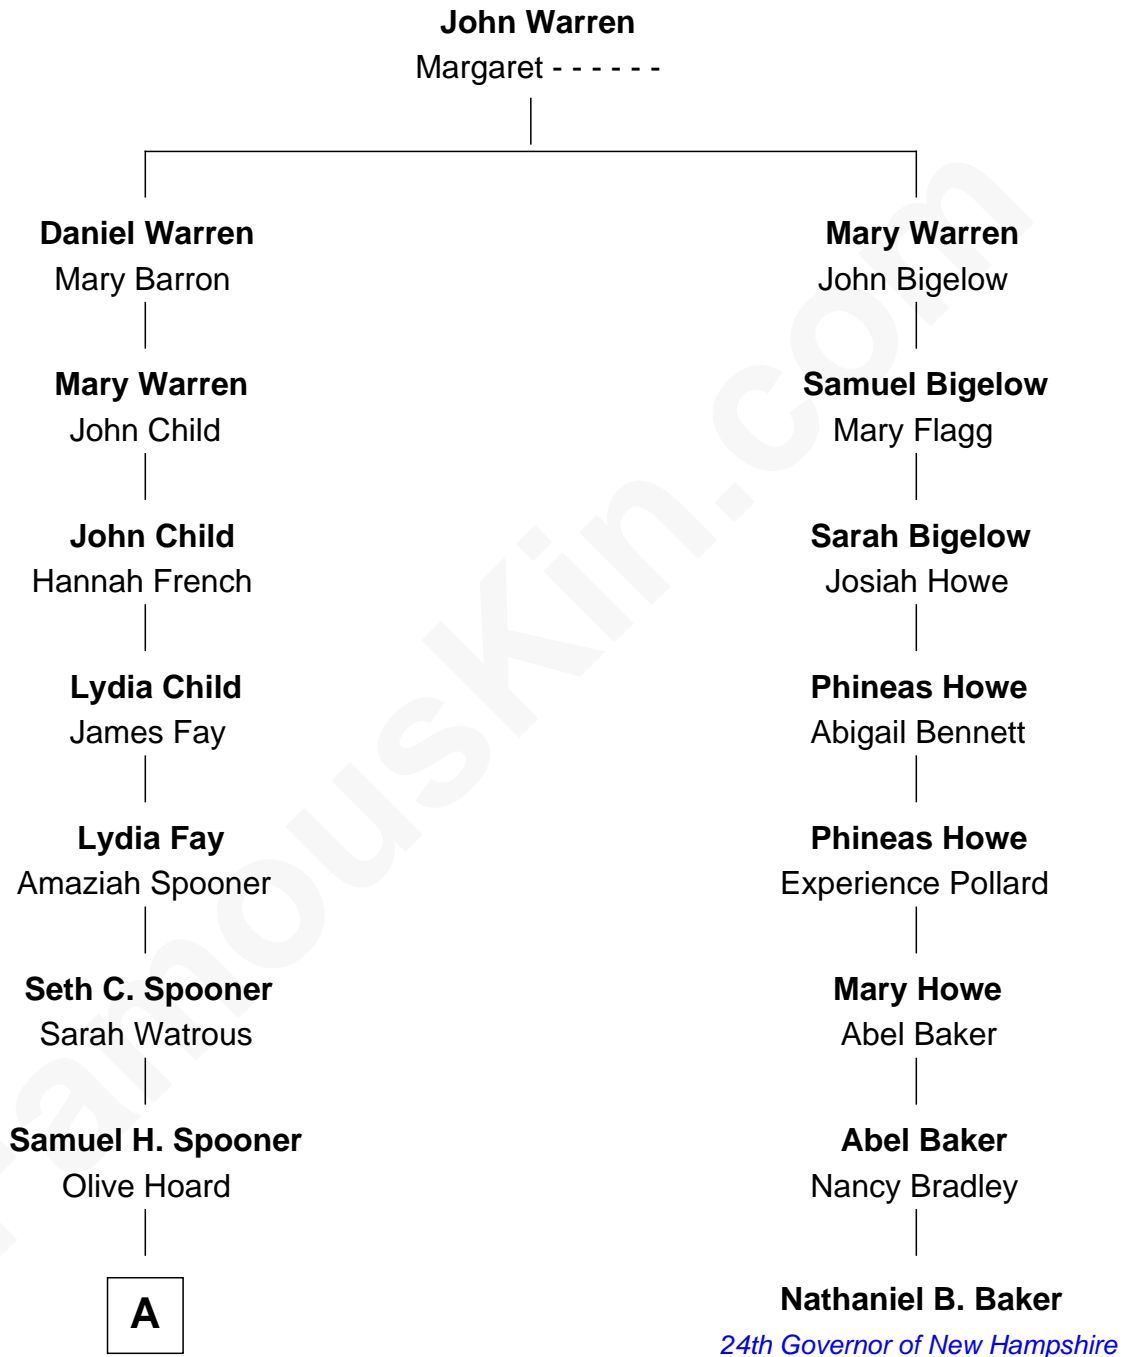 John Warren
Margaret - - - - - -
Daniel Warren
Mary Barron
Mary Warren
John Bigelow
Mary Warren
John Child
Samuel Bigelow
Mary Flagg
John Child
Hannah French
Sarah Bigelow
Josiah Howe
Lydia Child
James Fay
Phineas Howe
Abigail Bennett
Lydia Fay
Amaziah Spooner
Phineas Howe
Experience Pollard
Seth C. Spooner
Sarah Watrous
Mary Howe
Abel Baker
Samuel H. Spooner
Olive Hoard
Abel Baker
Nancy Bradley
A
Nathaniel B. Baker
24th Governor of New Hampshire
FamousKin.com